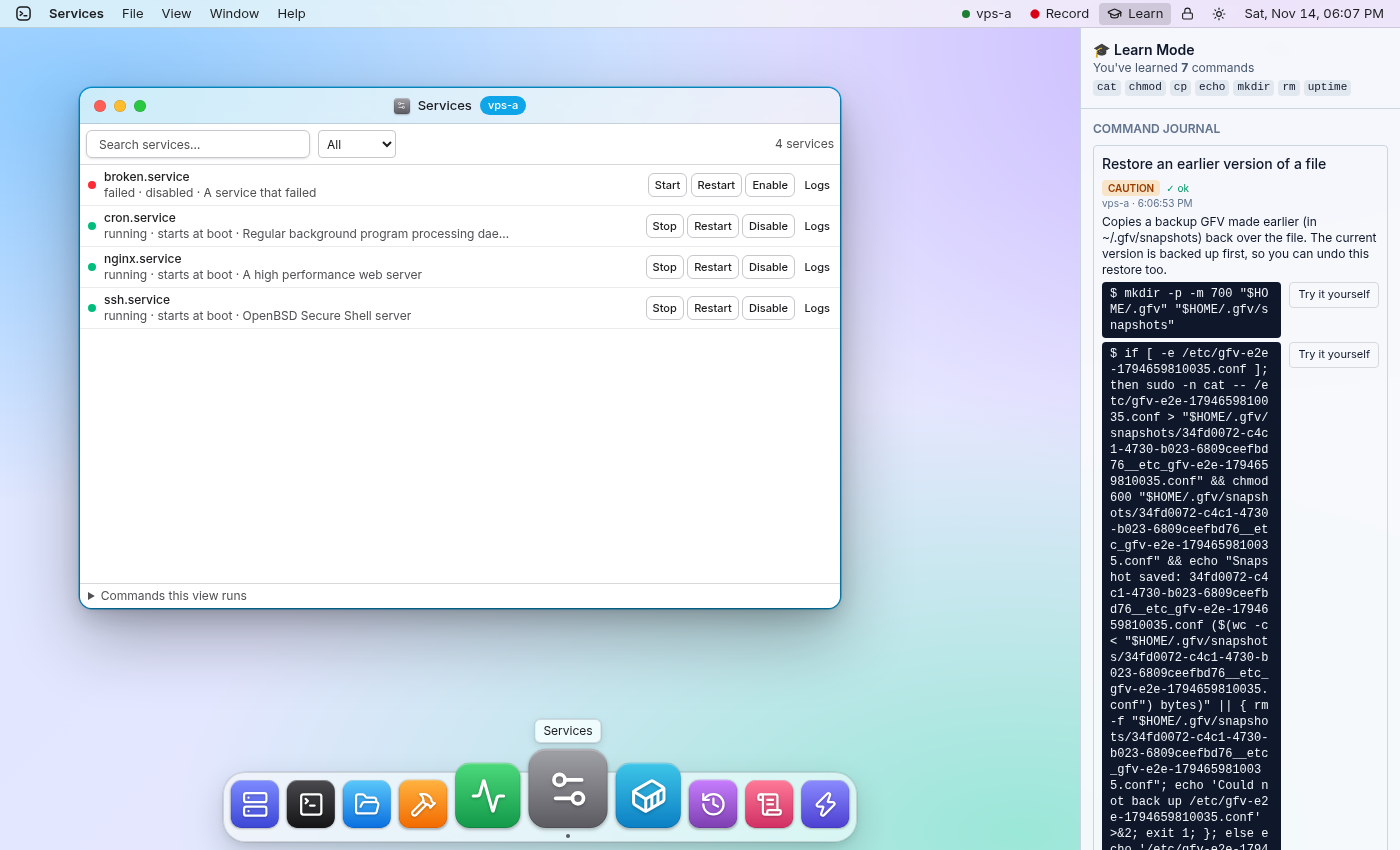 Services File View Window Help vps-a Record Learn Sat, Nov 14, 06:07 PM
Services vps-a
Search services... All 4 services
broken.service
failed · disabled · A service that failed
Start Restart Enable Logs
cron.service
running · starts at boot · Regular background program processing dae...
Stop Restart Disable Logs
nginx.service
running · starts at boot · A high performance web server
Stop Restart Disable Logs
ssh.service
running · starts at boot · OpenBSD Secure Shell server
Stop Restart Disable Logs
Commands this view runs
Services
Learn Mode
You've learned 7 commands
cat chmod cp echo mkdir rm uptime
COMMAND JOURNAL
Restore an earlier version of a file
CAUTION ✓ ok
vps-a · 6:06:53 PM
Copies a backup GFV made earlier (in
~/.gfv/snapshots) back over the file. The current
version is backed up first, so you can undo this
restore too.
$ mkdir -p -m 700 "$HO
ME/.gfv" "$HOME/.gfv/s
napshots"
Try it yourself
$ if [ -e /etc/gfv-e2e
-1794659810035.conf ];
then sudo -n cat -- /e
tc/gfv-e2e-17946598100
35.conf > "$HOME/.gfv/
snapshots/34fd0072-c4c
1-4730-b023-6809ceefbd
76__etc_gfv-e2e-179465
9810035.conf" && chmod
600 "$HOME/.gfv/snapsh
ots/34fd0072-c4c1-4730
-b023-6809ceefbd76__et
c_gfv-e2e-179465981003
5.conf" && echo "Snaps
hot saved: 34fd0072-c4
c1-4730-b023-6809ceefb
d76__etc_gfv-e2e-17946
59810035.conf ($(wc -c
< "$HOME/.gfv/snapshot
s/34fd0072-c4c1-4730-b
023-6809ceefbd76__etc_
gfv-e2e-1794659810035.
conf") bytes)" || { rm
-f "$HOME/.gfv/snapsho
ts/34fd0072-c4c1-4730-
b023-6809ceefbd76__etc
_gfv-e2e-1794659810035
5.conf"; echo 'Could n
ot back up /etc/gfv-e2
e-1794659810035.conf'
>&2; exit 1; }; else e
cho '/etc/gfv-e2e-1794
Try it yourself